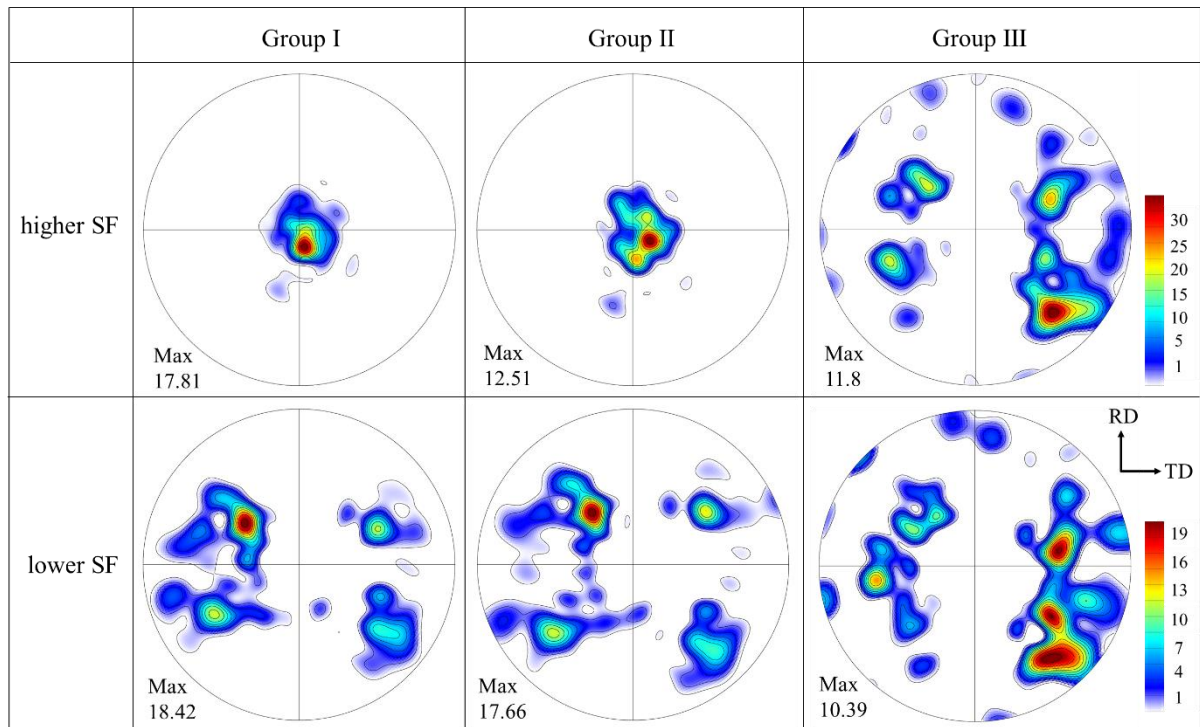 Group I
Group II
Group III
higher SF
Max
17.81
Max
12.51
Max
11.8
30
25
20
15
10
5
1
lower SF
Max
18.42
Max
17.66
Max
10.39
RD
TD
19
16
13
10
7
4
1